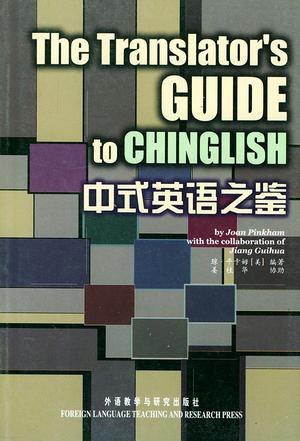 The Translator's
GUIDE
to CHINGLISH
中式英语之鉴
by Joan Pinkham
with the collaboration of
Jiang Guihua
琼·平卡姆 [美] 编著
姜桂华 协助
外语教学与研究出版社
FOREIGN LANGUAGE TEACHING AND RESEARCH PRESS